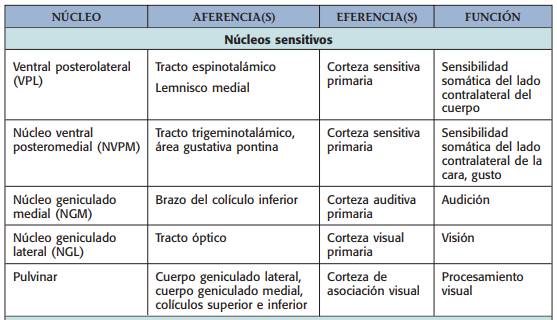 NÚCLEO AFERENCIA(S) EFERENCIA(S) FUNCIÓN
Núcleos sensitivos
Ventral posterolateral
(VPL)
Tracto espinotalámico
Lemnisco medial
Corteza sensitiva
primaria
Sensibilidad
somática del lado
contralateral del
cuerpo
Núcleo ventral
posteromedial (NVPM)
Tracto trigeminotalámico,
área gustativa pontina
Corteza sensitiva
primaria
Sensibilidad
somática del lado
contralateral de la
cara, gusto
Núcleo geniculado
medial (NGM)
Brazo del colículo inferior
Corteza auditiva
primaria
Audición
Núcleo geniculado
lateral (NGL)
Tracto óptico
Corteza visual
primaria
Visión
Pulvinar
Cuerpo geniculado lateral,
cuerpo geniculado medial,
colículos superior e inferior
Corteza de
asociación visual
Procesamiento
visual